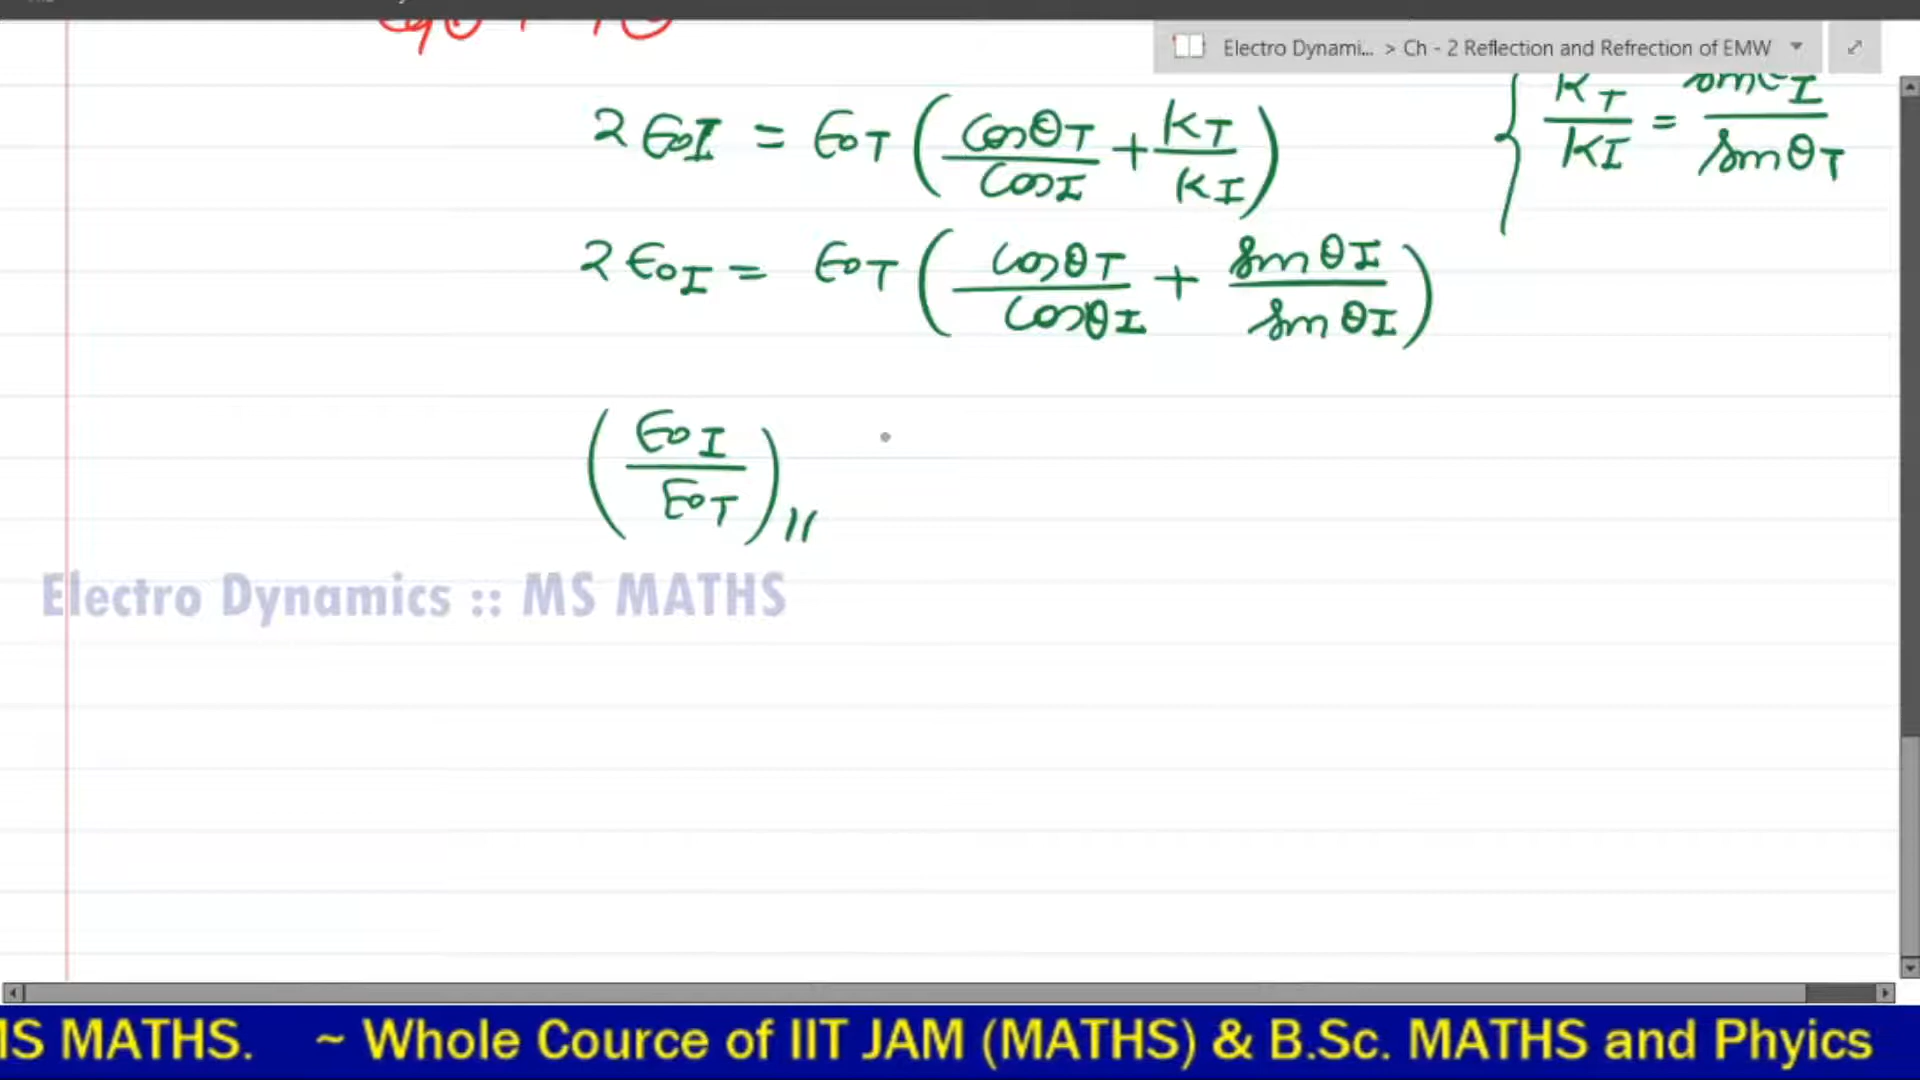 Electro Dynami... > Ch - 2 Reflection and Refrection of EMW
2 E₀I = E₀T ( cosθT / cosI + KT / KI ) { KT / KI = / sinθT
2 E₀I = E₀T ( cosθT / cosθI + sinθI / sinθI )
( E₀I / E₀T ) ||
Electro Dynamics :: MS MATHS
MS MATHS. ~ Whole Cource of IIT JAM (MATHS) & B.Sc. MATHS and Phyics